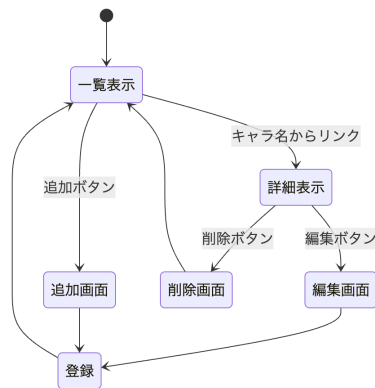 一覧表示
キャラ名からリンク
追加ボタン
詳細表示
削除ボタン
編集ボタン
追加画面
削除画面
編集画面
登録